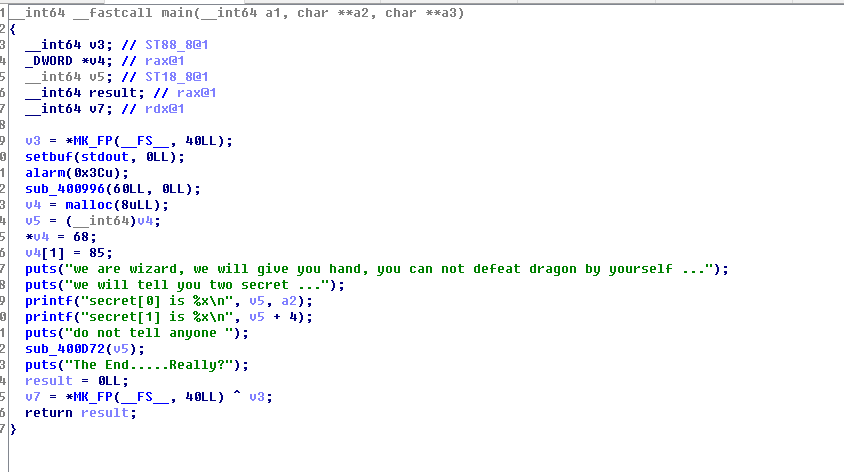 1 __int64 __fastcall main(__int64 a1, char **a2, char **a3)
2 {
3 __int64 v3; // ST88_8@1
4 _DWORD *v4; // rax@1
5 __int64 v5; // ST18_8@1
6 __int64 result; // rax@1
7 __int64 v7; // rdx@1
8
9 v3 = *MK_FP(__FS__, 40LL);
0 setbuf(stdout, 0LL);
1 alarm(0x3Cu);
2 sub_400996(60LL, 0LL);
3 v4 = malloc(8uLL);
4 v5 = (__int64)v4;
5 *v4 = 68;
6 v4[1] = 85;
7 puts("we are wizard, we will give you hand, you can not defeat dragon by yourself ...");
8 puts("we will tell you two secret ...");
9 printf("secret[0] is %x\n", v5, a2);
0 printf("secret[1] is %x\n", v5 + 4);
1 puts("do not tell anyone ");
2 sub_400D72(v5);
3 puts("The End.....Really?");
4 result = 0LL;
5 v7 = *MK_FP(__FS__, 40LL) ^ v3;
6 return result;
7 }